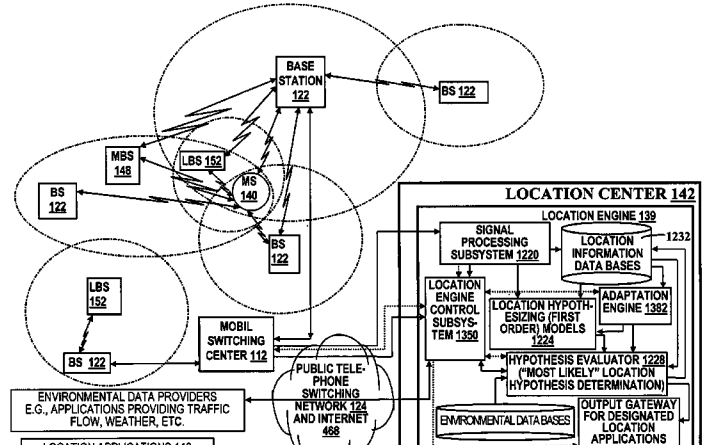 BASE
STATION
122
BS 122
MBS
148
LBS 152
MS
140
BS
122
BS
122
LBS
152
BS 122
MOBIL
SWITCHING
CENTER 112
PUBLIC TELE-
PHONE
SWITCHING
NETWORK 124
AND INTERNET
468
ENVIRONMENTAL DATA PROVIDERS
E.G., APPLICATIONS PROVIDING TRAFFIC
FLOW, WEATHER, ETC.
LOCATION APPLICATIONS
LOCATION CENTER 142
LOCATION ENGINE 139
SIGNAL
PROCESSING
SUBSYSTEM 1220
LOCATION
INFORMATION
DATA BASES
1232
LOCATION
ENGINE
CONTROL
SUBSYS-
TEM 1350
LOCATION HYPOTH-
ESIZING (FIRST
ORDER) MODELS
1224
ADAPTATION
ENGINE 1382
HYPOTHESIS EVALUATOR 1228
("MOST LIKELY" LOCATION
HYPOTHESIS DETERMINATION)
ENVIRONMENTAL DATA BASES
OUTPUT GATEWAY
FOR DESIGNATED
LOCATION
APPLICATIONS